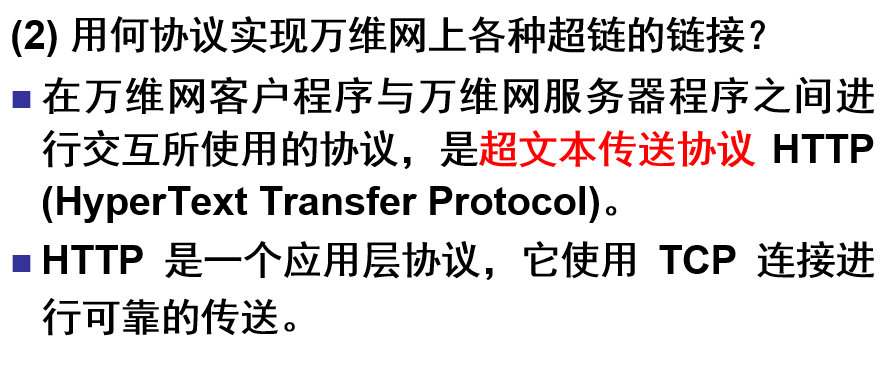 (2) 用何协议实现万维网上各种超链的链接?
■ 在万维网客户程序与万维网服务器程序之间进
行交互所使用的协议，是超文本传送协议 HTTP
(HyperText Transfer Protocol)。
■ HTTP 是一个应用层协议，它使用 TCP 连接进
行可靠的传送。